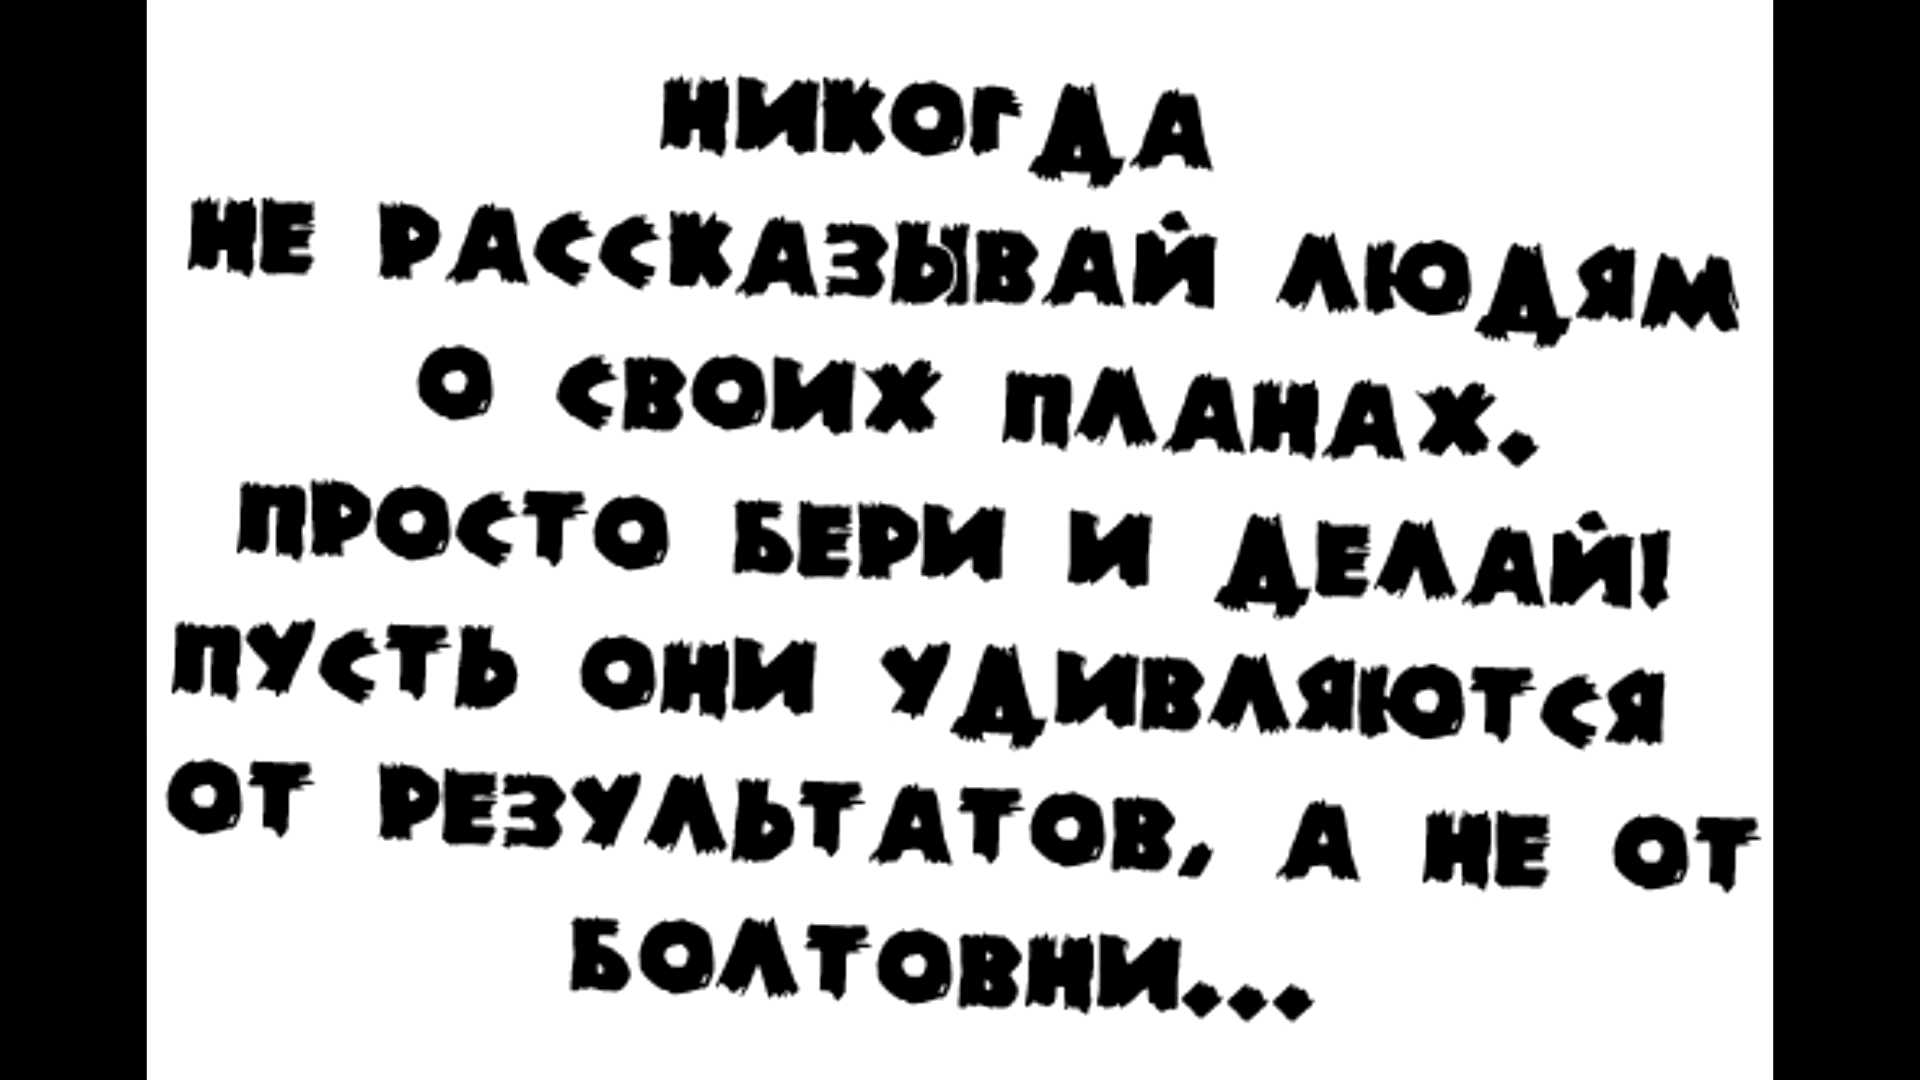 НИКОГДА
НЕ РАССКАЗЫВАЙ ЛЮДЯМ
О СВОИХ ПЛАНАХ.
ПРОСТО БЕРИ И ДЕЛАЙ!
ПУСТЬ ОНИ УДИВЛЯЮТСЯ
ОТ РЕЗУЛЬТАТОВ, А НЕ ОТ
БОЛТОВНИ...